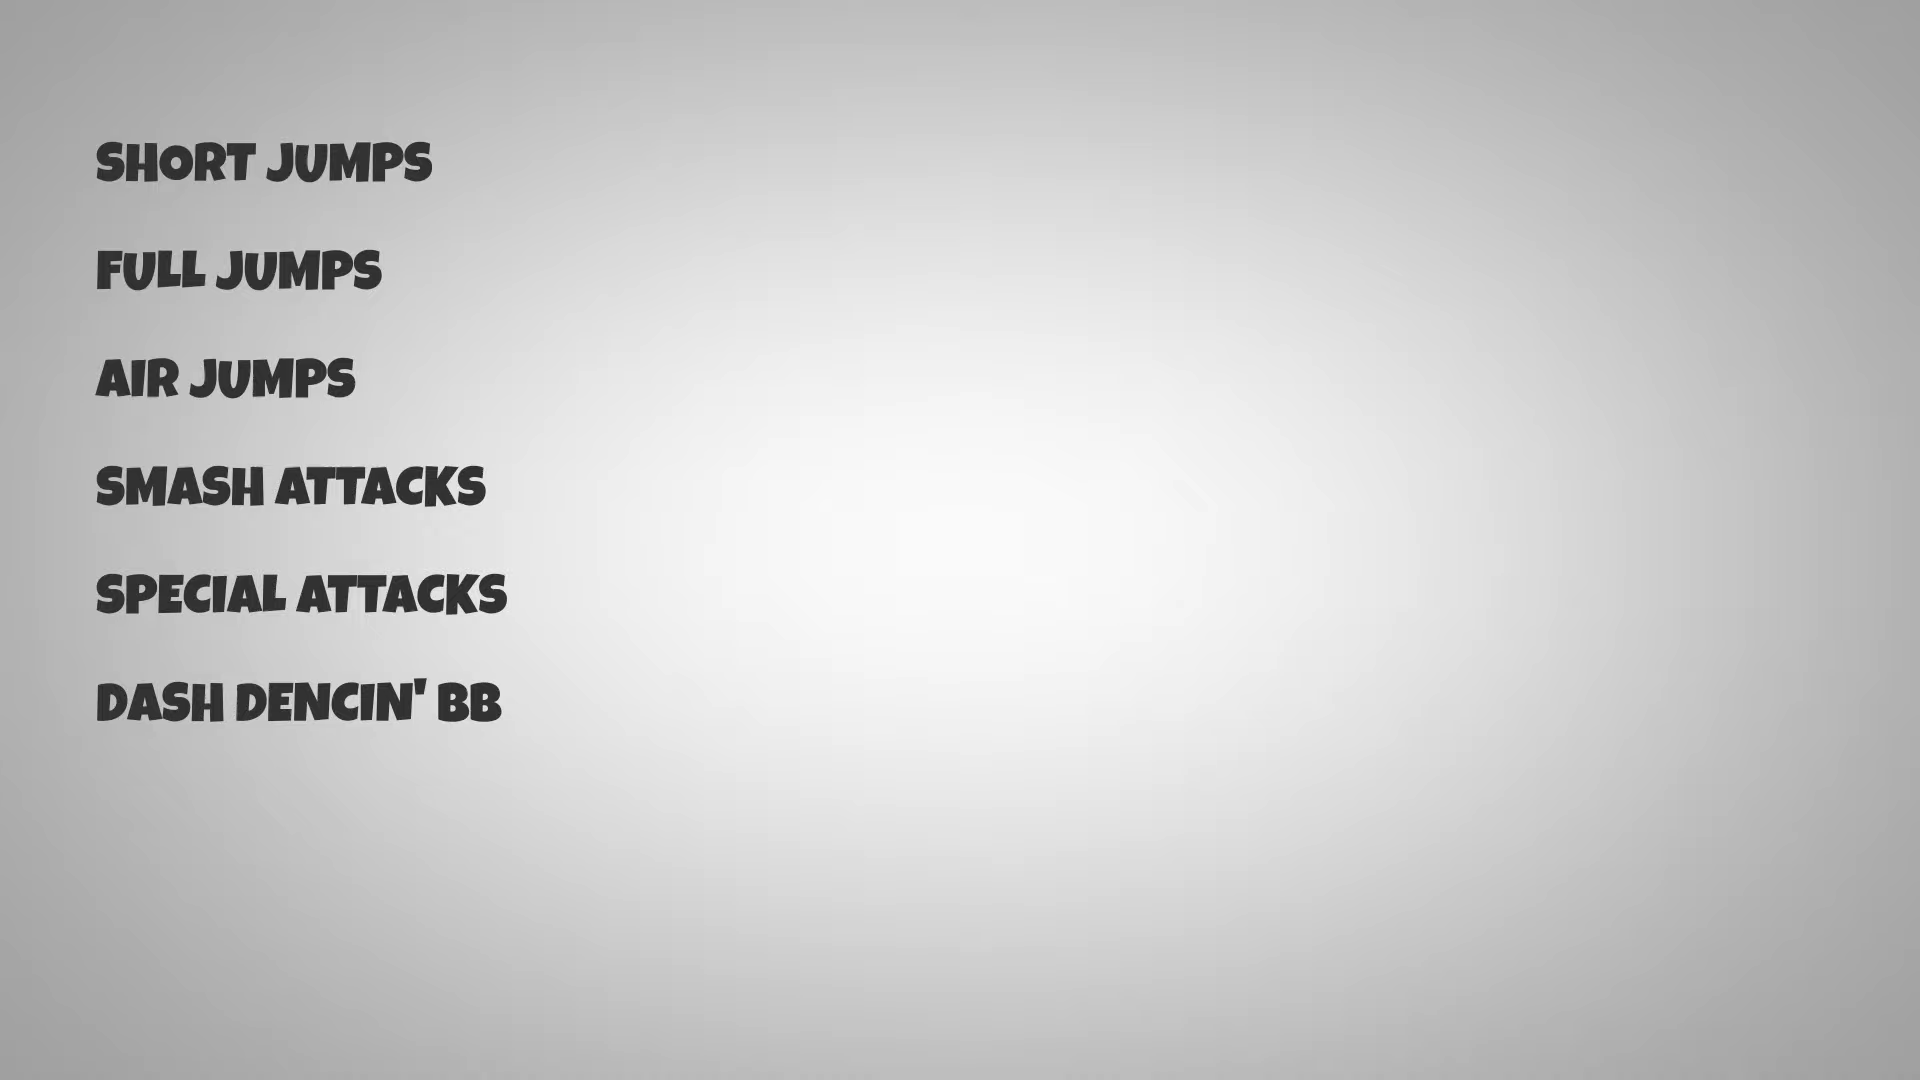 SHORT JUMPS
FULL JUMPS
AIR JUMPS
SMASH ATTACKS
SPECIAL ATTACKS
DASH DENCIN' BB